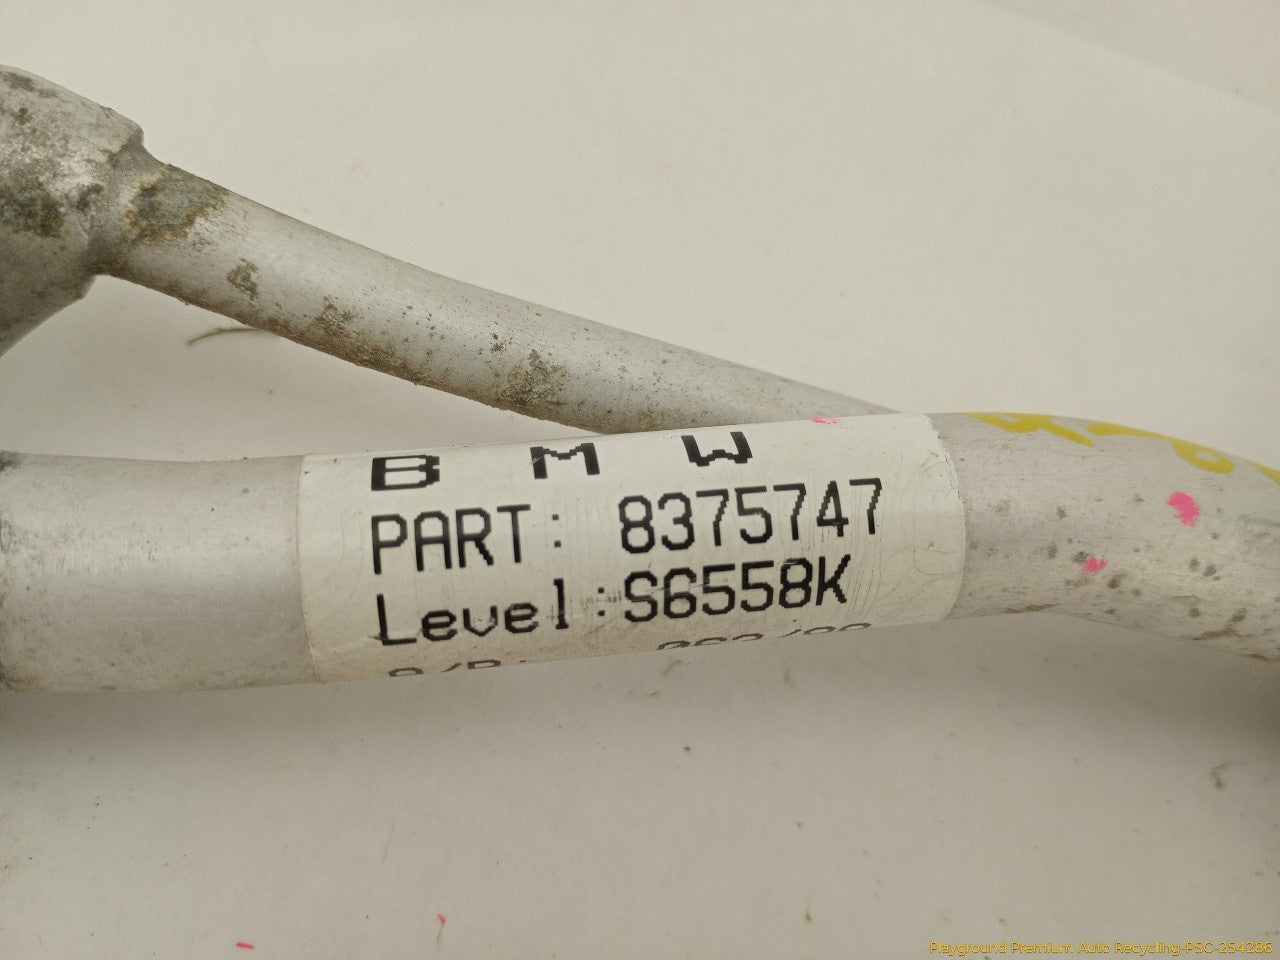 B M W
PART: 8375747
Level:S6558K
Playground Premium Auto Recycling-PSC-254286